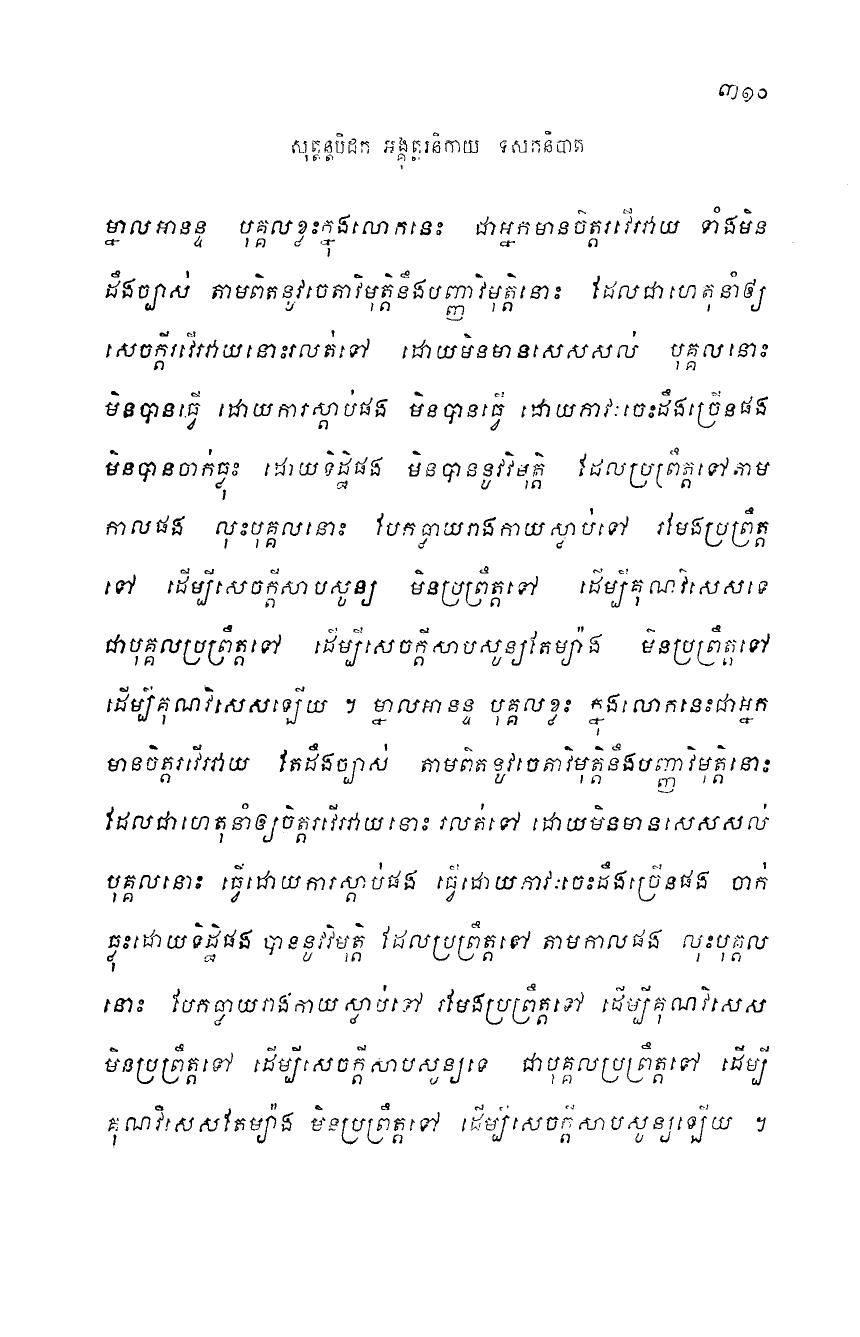 ៣១០
សុត្តន្តបិដក អង្គុត្តរនិកាយ ទសកនិបាត
ម្នាលអានន្ទ បុគ្គលខ្វះក្នុងលោកនេះ ជាអ្នកមានចិត្តរវើរវាយ ទាំងមិន
ដឹងច្បាស់ តាមពិតនូវចេតោវិមុត្តិនឹងបញ្ញាវិមុត្តិនោះ ដែលជាហេតុនាំឲ្យ
សេចក្តីរវើរវាយនោះរលត់ទៅ ដោយមិនមានសេសសល់ បុគ្គលនោះ
មិនបានធ្វើ ដោយការស្តាប់ផង មិនបានធ្វើ ដោយភាវៈចេះដឹងច្រើនផង
មិនបានចាក់ធ្លុះ ដោយទិដ្ឋិផង មិនបាននូវវិមុត្តិ ដែលប្រព្រឹត្តទៅតាម
កាលផង លុះបុគ្គលនោះ បែកធ្លាយរាងកាយស្លាប់ទៅ រមែងប្រព្រឹត្ត
ទៅ ដើម្បីសេចក្តីសាបសូន្យ មិនប្រព្រឹត្តទៅ ដើម្បីគុណវិសេសទេ
ជាបុគ្គលប្រព្រឹត្តទៅ ដើម្បីសេចក្តីសាបសូន្យតែម្យ៉ាង មិនប្រព្រឹត្តទៅ
ដើម្បីគុណវិសេសឡើយ ។ ម្នាលអានន្ទ បុគ្គលខ្វះ ក្នុងលោកនេះជាអ្នក
មានចិត្តរវើរវាយ តែដឹងច្បាស់ តាមពិតនូវចេតោវិមុត្តិនឹងបញ្ញាវិមុត្តិនោះ
ដែលជាហេតុនាំឲ្យចិត្តរវើរវាយនោះ រលត់ទៅ ដោយមិនមានសេសសល់
បុគ្គលនោះ ធ្វើដោយការស្តាប់ផង ធ្វើដោយភាវៈចេះដឹងច្រើនផង ចាក់
ធ្លុះដោយទិដ្ឋិផង បាននូវវិមុត្តិ ដែលប្រព្រឹត្តទៅ តាមកាលផង លុះបុគ្គល
នោះ បែកធ្លាយរាងកាយ ស្លាប់ទៅ រមែងប្រព្រឹត្តទៅ ដើម្បីគុណវិសេស
មិនប្រព្រឹត្តទៅ ដើម្បីសេចក្តីសាបសូន្យទេ ជាបុគ្គលប្រព្រឹត្តទៅ ដើម្បី
គុណវិសេសតែម្យ៉ាង មិនប្រព្រឹត្តទៅ ដើម្បីសេចក្តីសាបសូន្យឡើយ ។